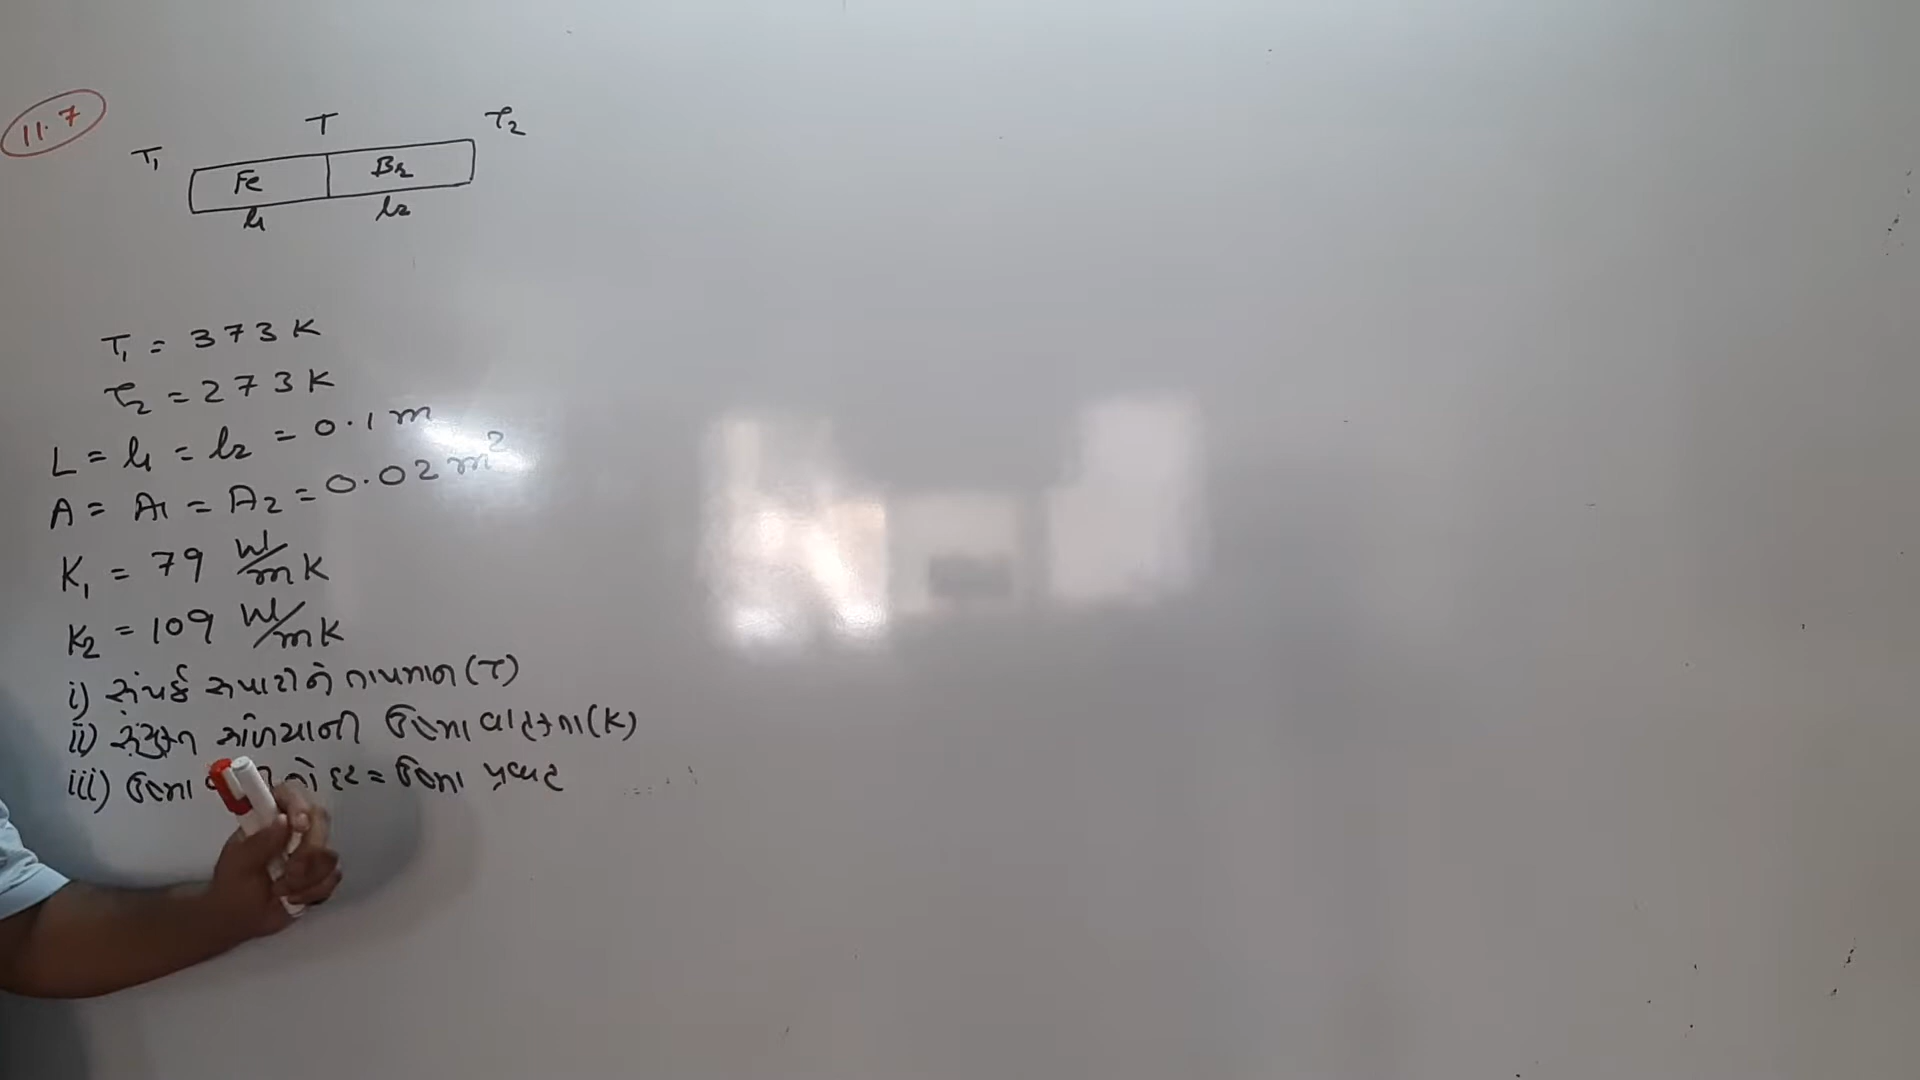 11.7
T₁ T T₂
Fe Br
l₁ l₂
T₁ = 373 K
T₂ = 273 K
L = l₁ = l₂ = 0.1 m
A = A₁ = A₂ = 0.02 m²
K₁ = 79 W/mK
K₂ = 109 W/mK
i) સંપર્ક સપાટીનું તાપમાન (T)
ii) સંયુક્ત સળિયાની ઉષ્મા વાહકતા (K)
iii) ઉષ્મા દર = ઉષ્મા પ્રવાહ